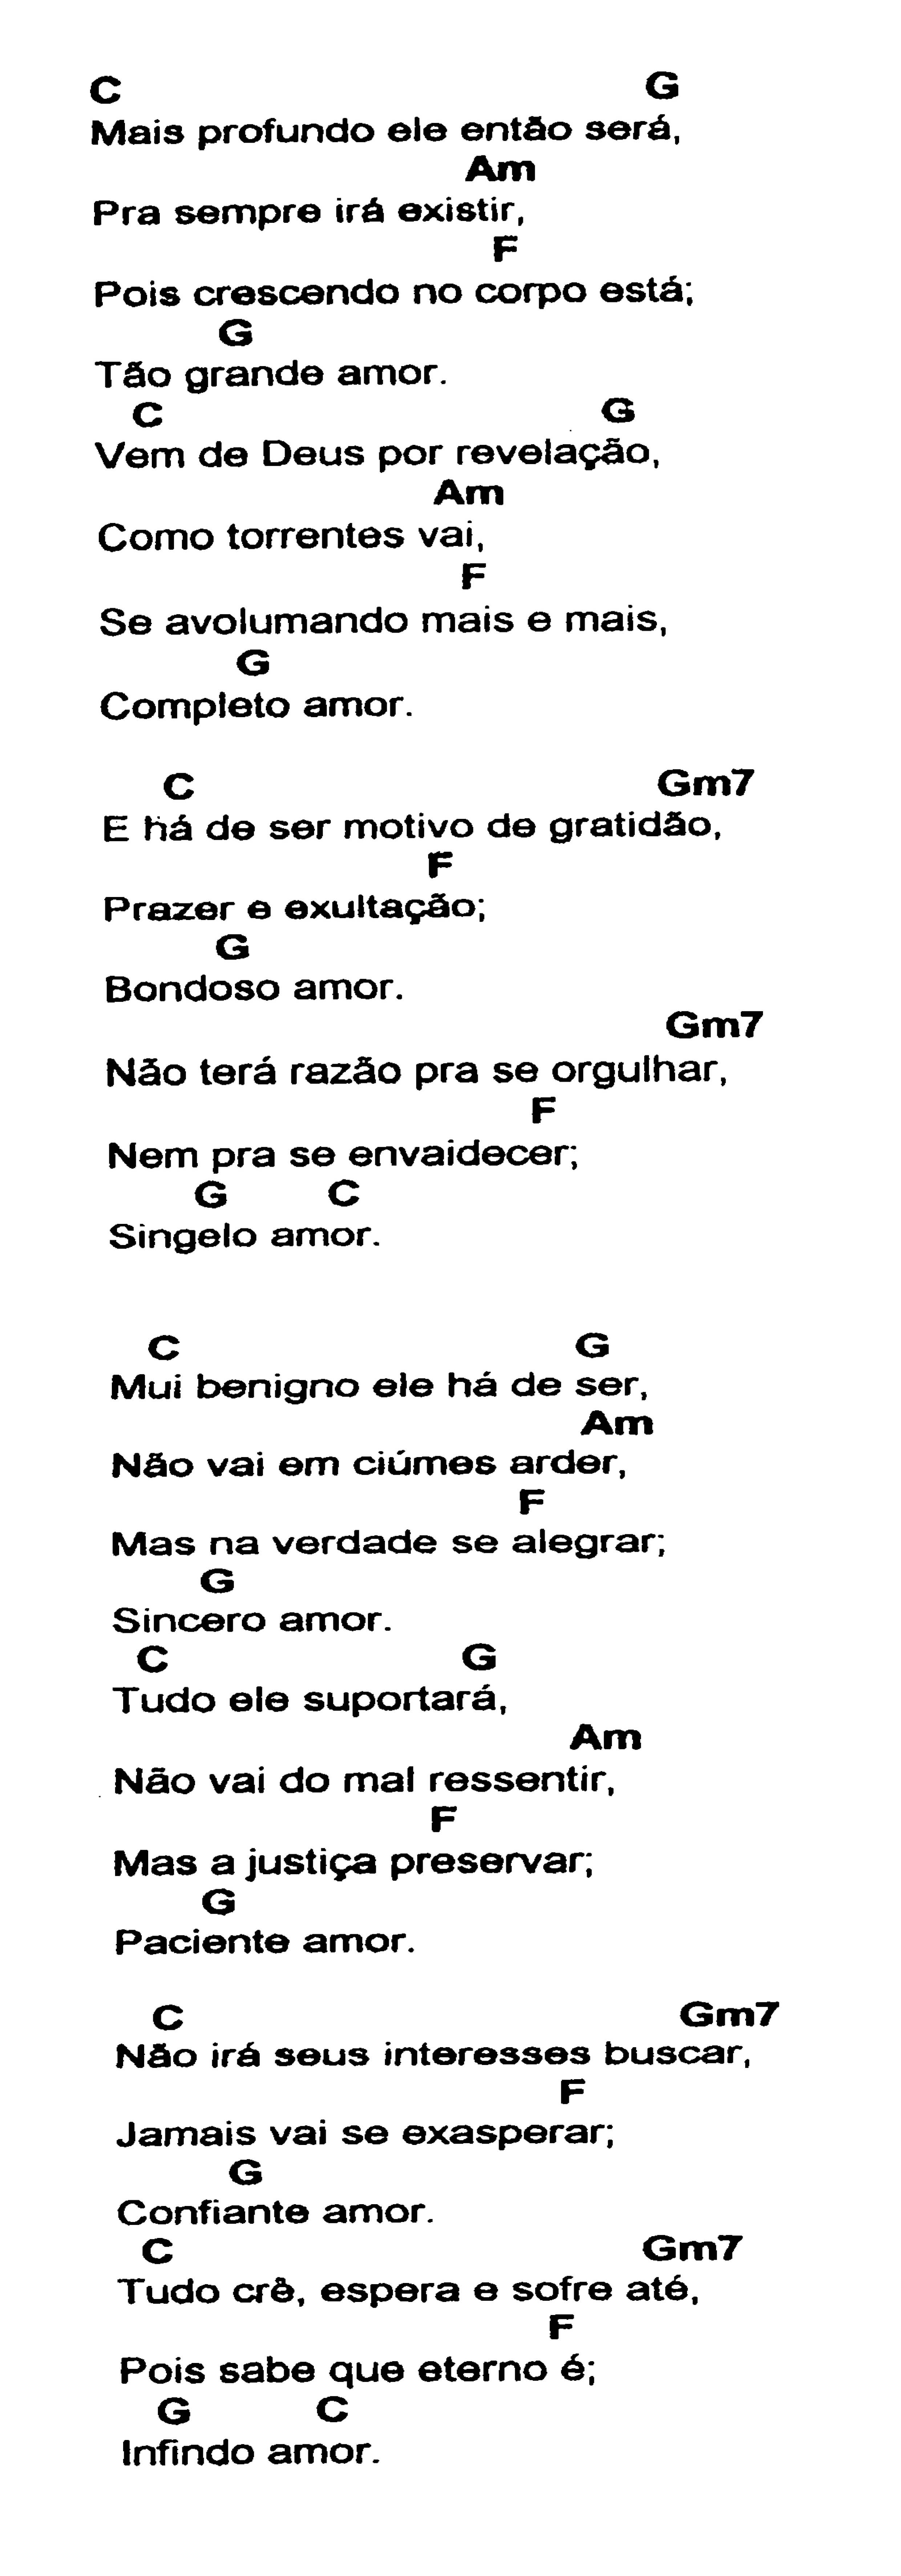 C G
Mais profundo ele então será,
Am
Pra sempre irá existir,
F
Pois crescendo no corpo está;
G
Tão grande amor.
C G
Vem de Deus por revelação,
Am
Como torrentes vai,
F
Se avolumando mais e mais,
G
Completo amor.
C Gm7
E há de ser motivo de gratidão,
F
Prazer e exultação;
G
Bondoso amor.
Gm7
Não terá razão pra se orgulhar,
F
Nem pra se envaidecer;
G C
Singelo amor.
C G
Mui benigno ele há de ser,
Am
Não vai em ciúmes arder,
F
Mas na verdade se alegrar;
G
Sincero amor.
C G
Tudo ele suportará,
Am
Não vai do mal ressentir,
F
Mas a justiça preservar;
G
Paciente amor.
C Gm7
Não irá seus interesses buscar,
F
Jamais vai se exasperar;
G
Confiante amor.
C Gm7
Tudo crê, espera e sofre até,
F
Pois sabe que eterno é;
G C
Infindo amor.